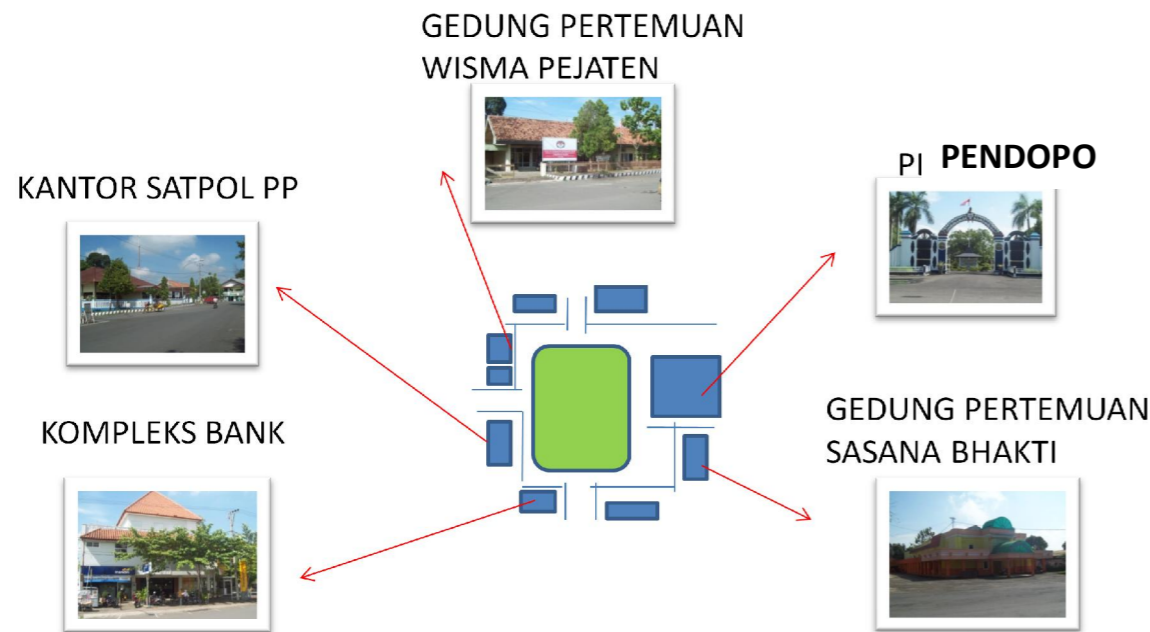 GEDUNG PERTEMUAN
WISMA PEJATEN
PI PENDOPO
KANTOR SATPOL PP
GEDUNG PERTEMUAN
SASANA BHAKTI
KOMPLEKS BANK